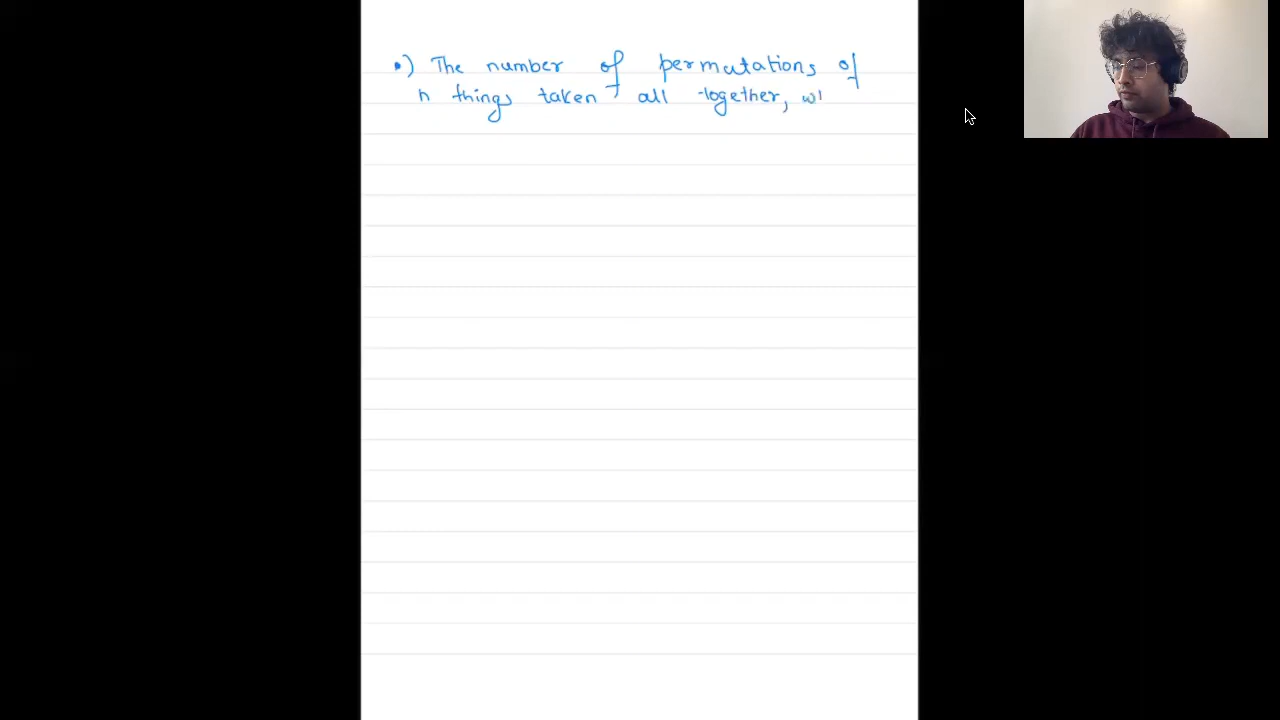 •) The number of permutations of
n things taken all together, w